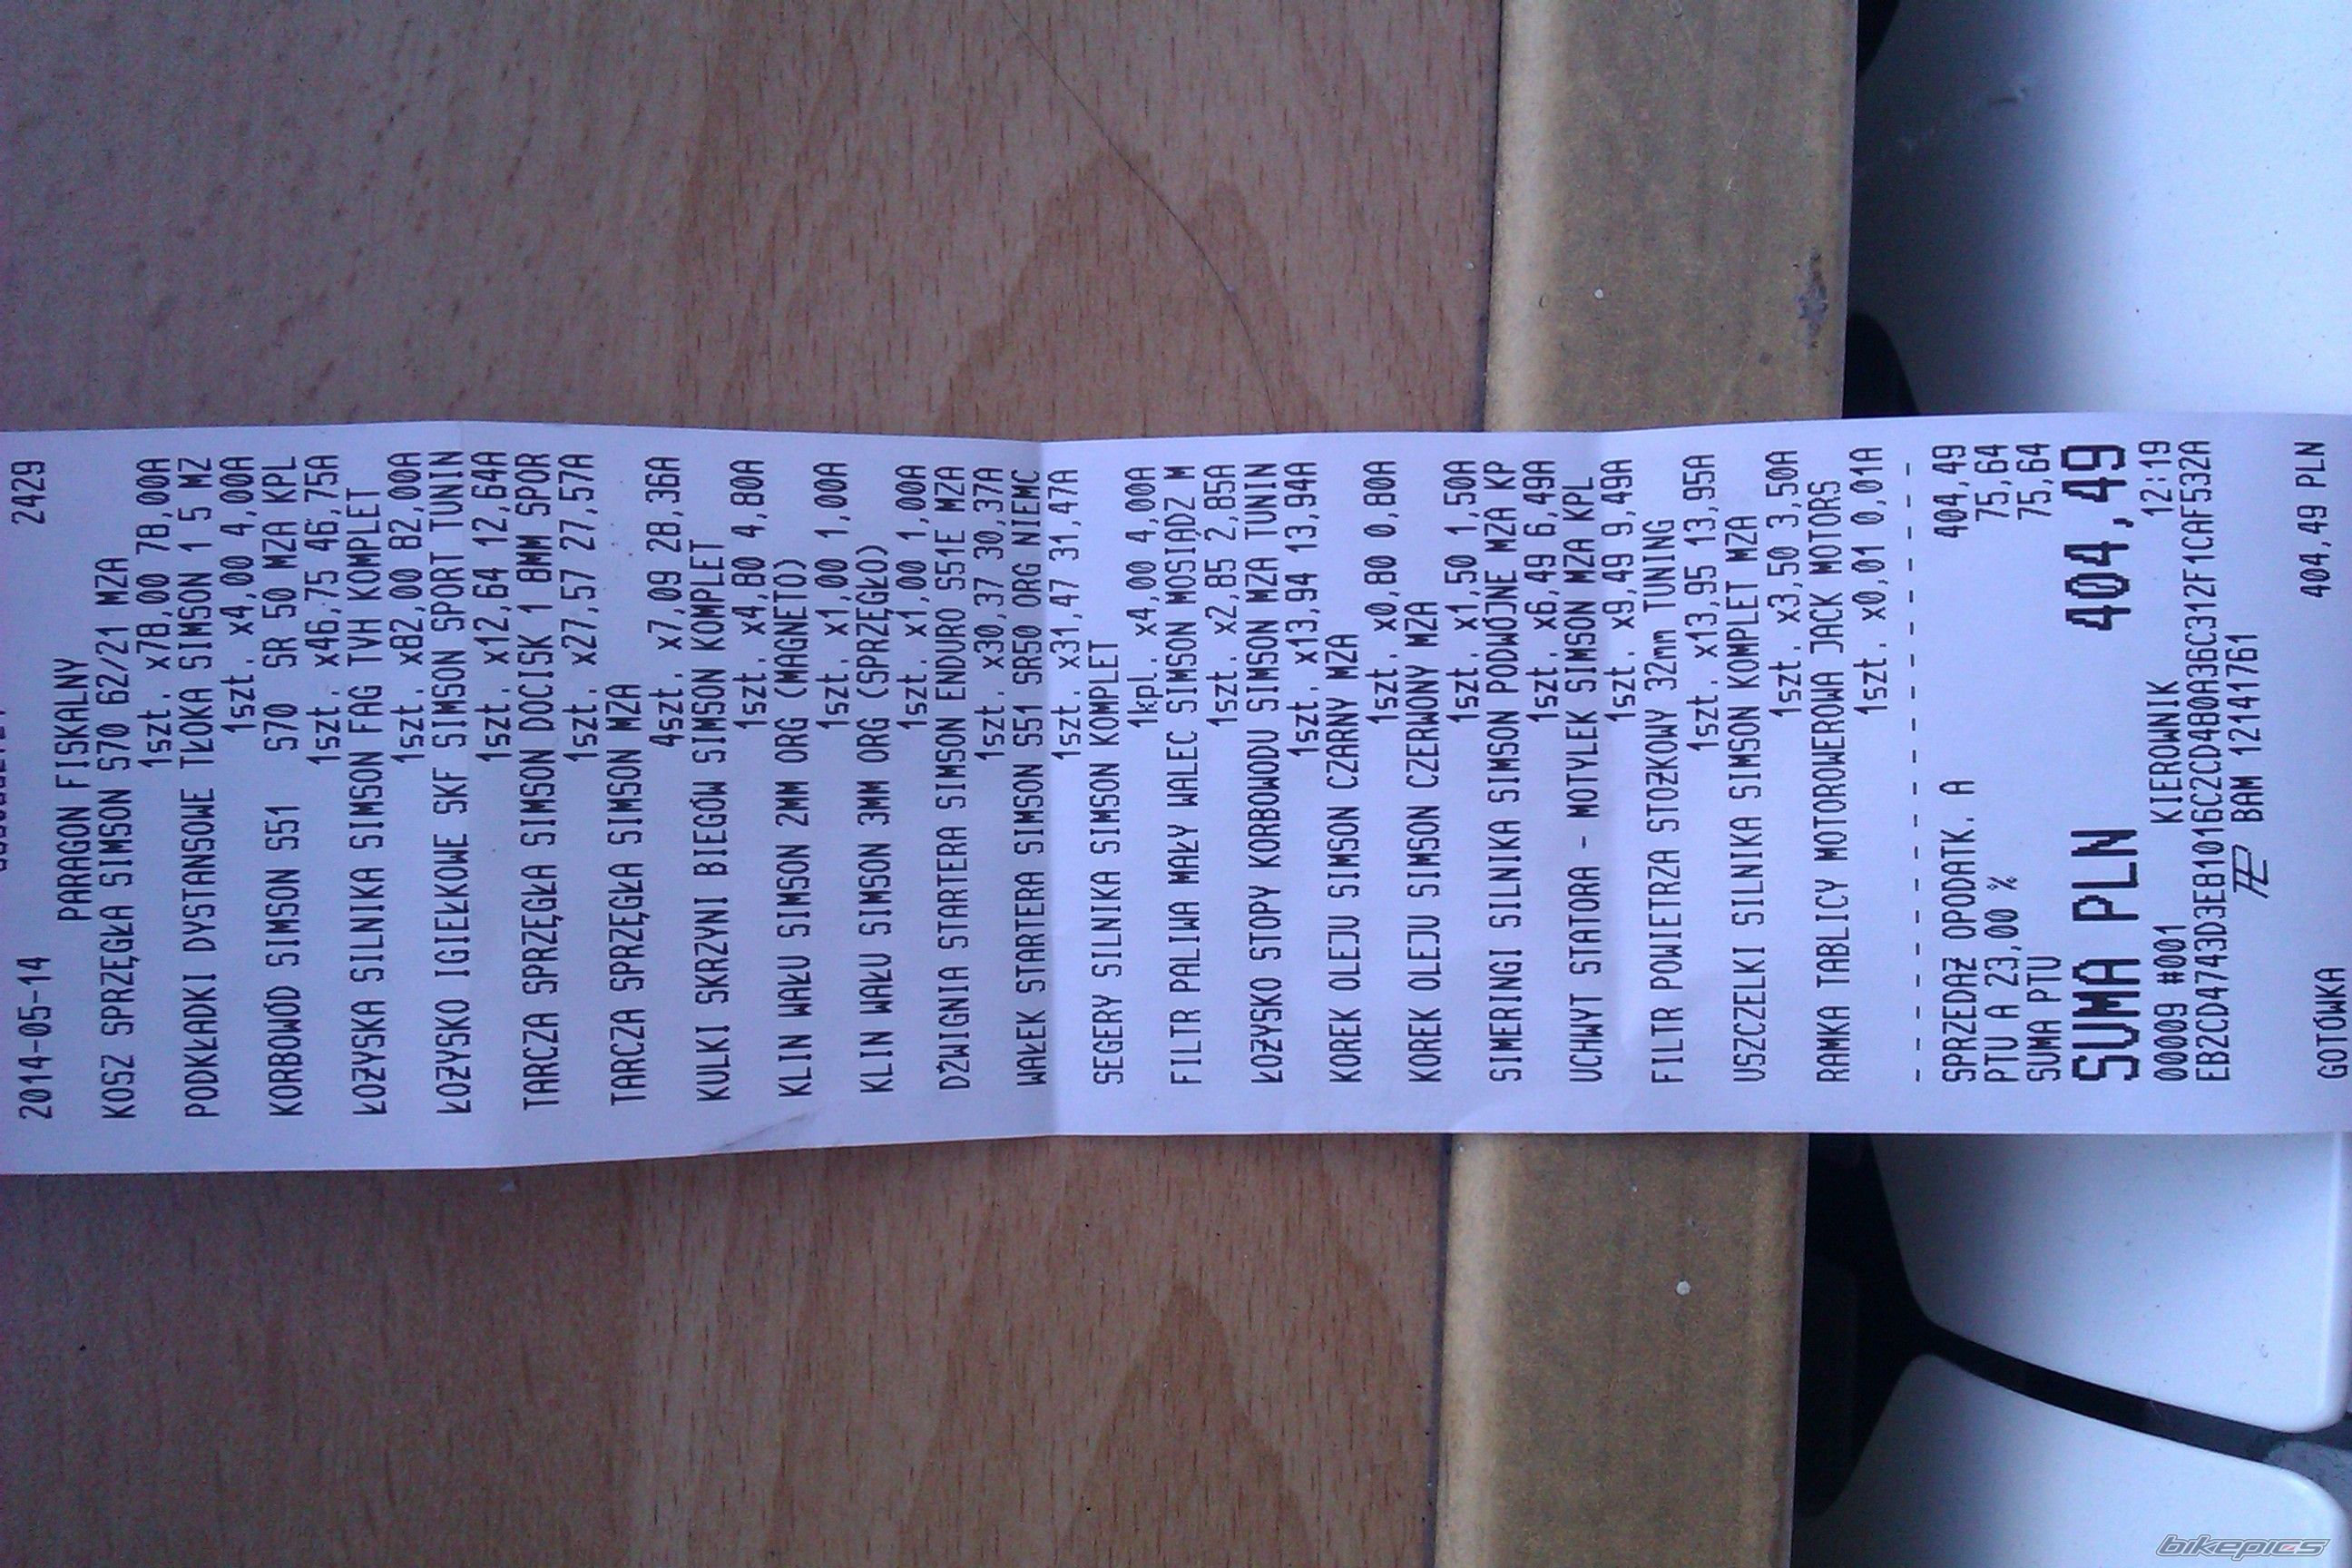 2014-05-14 2429
PARAGON FISKALNY
KOSZ SPRZĘGŁA SIMSON S70 62/21 MZA
1szt. x78,00 78,00A
PODKŁADKI DYSTANSOWE TŁOKA SIMSON 1 5 MZ
1szt. x4,00 4,00A
KORBOWÓD SIMSON S51 S70 SR 50 MZA KPL
1szt. x46,75 46,75A
ŁOŻYSKA SILNIKA SIMSON FAG TVH KOMPLET
1szt. x82,00 82,00A
ŁOŻYSKO IGIEŁKOWE SKF SIMSON SPORT TUNIN
1szt. x12,64 12,64A
TARCZA SPRZĘGŁA SIMSON DOCISK 1 8MM SPOR
1szt. x27,57 27,57A
TARCZA SPRZĘGŁA SIMSON MZA
4szt. x7,09 28,36A
KULKI SKRZYNI BIEGÓW SIMSON KOMPLET
1szt. x4,80 4,80A
KLIN WAŁU SIMSON 2MM ORG (MAGNETO)
1szt. x1,00 1,00A
KLIN WAŁU SIMSON 3MM ORG (SPRZĘGŁO)
1szt. x1,00 1,00A
DŹWIGNIA STARTERA SIMSON ENDURO S51E MZA
1szt. x30,37 30,37A
WAŁEK STARTERA SIMSON S51 SR50 ORG NIEMC
1szt. x31,47 31,47A
SEGERY SILNIKA SIMSON KOMPLET
1kpl. x4,00 4,00A
FILTR PALIWA MAŁY WALEC SIMSON MOSIĄDZ M
1szt. x2,85 2,85A
ŁOŻYSKO STOPY KORBOWODU SIMSON MZA TUNIN
1szt. x13,94 13,94A
KOREK OLEJU SIMSON CZARNY MZA
1szt. x0,80 0,80A
KOREK OLEJU SIMSON CZERWONY MZA
1szt. x1,50 1,50A
SIMERINGI SILNIKA SIMSON PODWÓJNE MZA KP
1szt. x6,49 6,49A
UCHWYT STATORA - MOTYLEK SIMSON MZA KPL
1szt. x9,49 9,49A
FILTR POWIETRZA STOŻKOWY 32mm TUNING
1szt. x13,95 13,95A
USZCZELKI SILNIKA SIMSON KOMPLET MZA
1szt. x3,50 3,50A
RAMKA TABLICY MOTOROWEROWA JACK MOTORS
1szt. x0,01 0,01A
SPRZEDAŻ OPODATK. A 404,49
PTU A 23,00 % 75,64
SUMA PTU 75,64
SUMA PLN 404,49
00009 #001 KIEROWNIK 12:19
EB2CD4743D3EB1016C2CD4B0A36C312F1CAF532A
BAM 12141761
GOTÓWKA 404,49 PLN
bikepics